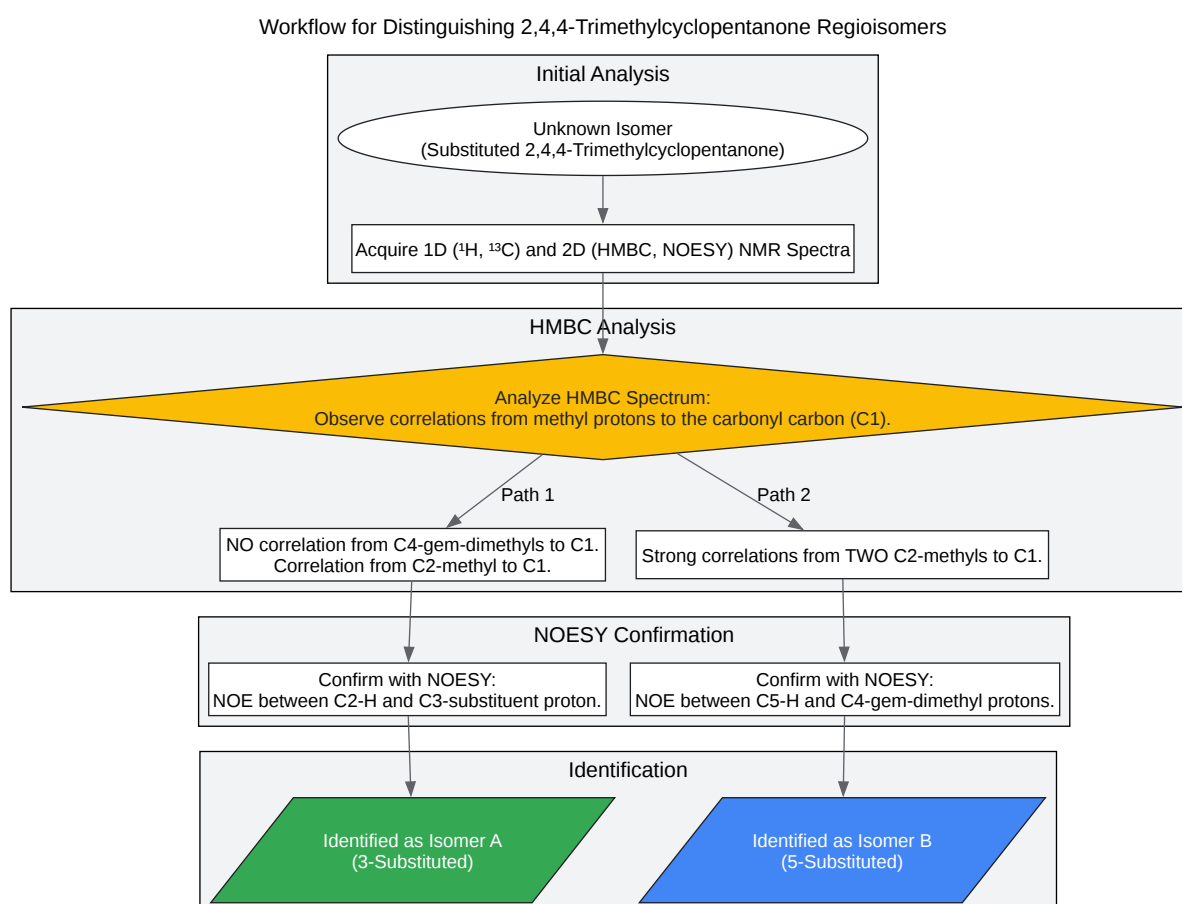 Workflow for Distinguishing 2,4,4-Trimethylcyclopentanone Regioisomers
Initial Analysis
Unknown Isomer
(Substituted 2,4,4-Trimethylcyclopentanone)
Acquire 1D (¹H, ¹³C) and 2D (HMBC, NOESY) NMR Spectra
HMBC Analysis
Analyze HMBC Spectrum:
Observe correlations from methyl protons to the carbonyl carbon (C1).
Path 1
Path 2
NO correlation from C4-gem-dimethyls to C1.
Correlation from C2-methyl to C1.
Strong correlations from TWO C2-methyls to C1.
NOESY Confirmation
Confirm with NOESY:
NOE between C2-H and C3-substituent proton.
Confirm with NOESY:
NOE between C5-H and C4-gem-dimethyl protons.
Identification
Identified as Isomer A
(3-Substituted)
Identified as Isomer B
(5-Substituted)